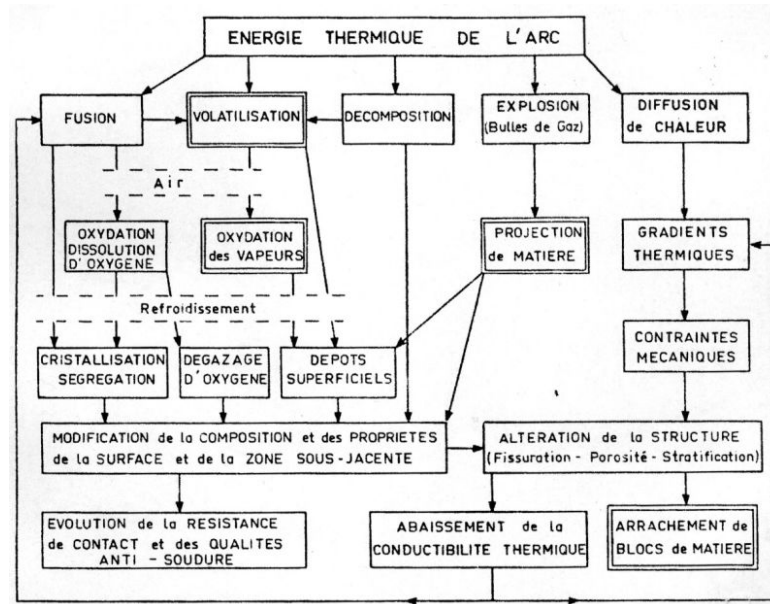 ENERGIE THERMIQUE DE L'ARC
FUSION
VOLATILISATION
DECOMPOSITION
EXPLOSION
(Bulles de Gaz)
DIFFUSION
de CHALEUR
Air
OXYDATION
DISSOLUTION
D'OXYGENE
OXYDATION
des VAPEURS
PROJECTION
de MATIERE
GRADIENTS
THERMIQUES
Refroidissement
CRISTALLISATION
SEGREGATION
DEGAZAGE
D'OXYGENE
DEPOTS
SUPERFICIELS
CONTRAINTES
MECANIQUES
MODIFICATION de la COMPOSITION et des PROPRIETES
de la SURFACE et de la ZONE SOUS-JACENTE
ALTERATION de la STRUCTURE
(Fissuration - Porosité - Stratification)
EVOLUTION de la RESISTANCE
de CONTACT et des QUALITES
ANTI - SOUDURE
ABAISSEMENT de la
CONDUCTIBILITE THERMIQUE
ARRACHEMENT de
BLOCS de MATIERE